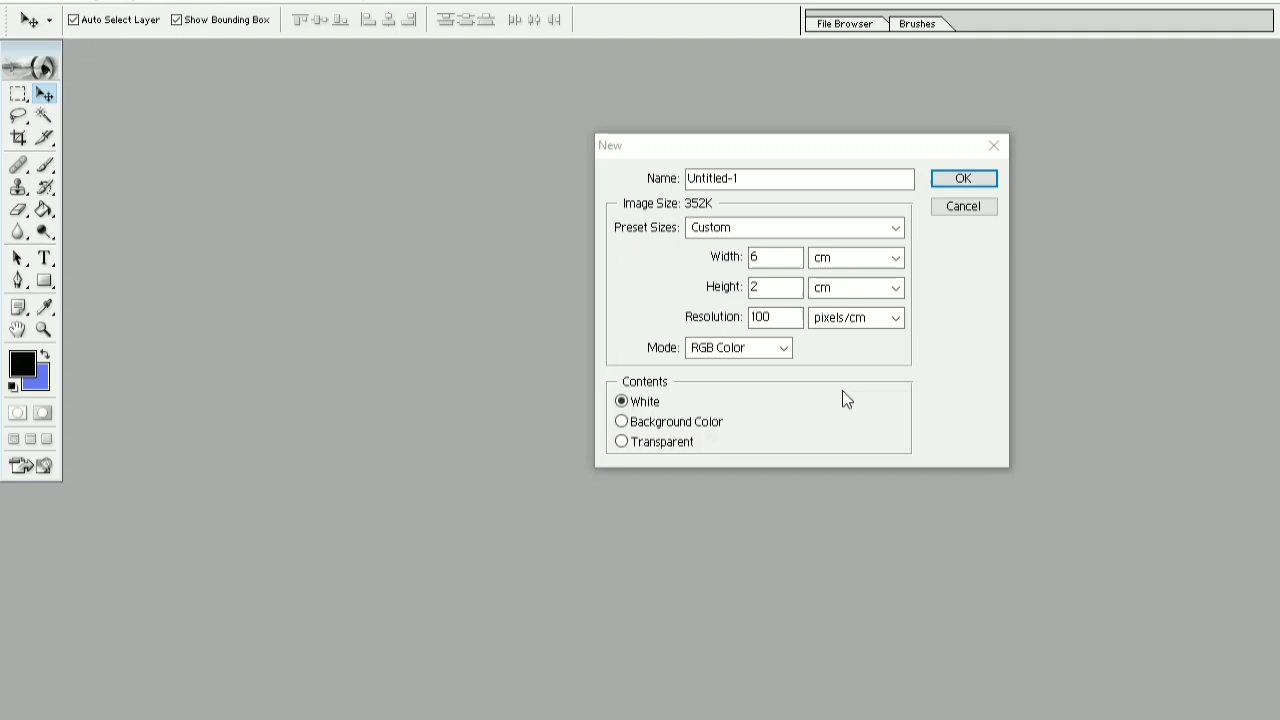 Auto Select Layer Show Bounding Box File Browser Brushes
New
Name: Untitled-1 OK
Image Size: 352K Cancel
Preset Sizes: Custom
Width: 6 cm
Height: 2 cm
Resolution: 100 pixels/cm
Mode: RGB Color
Contents
White
Background Color
Transparent